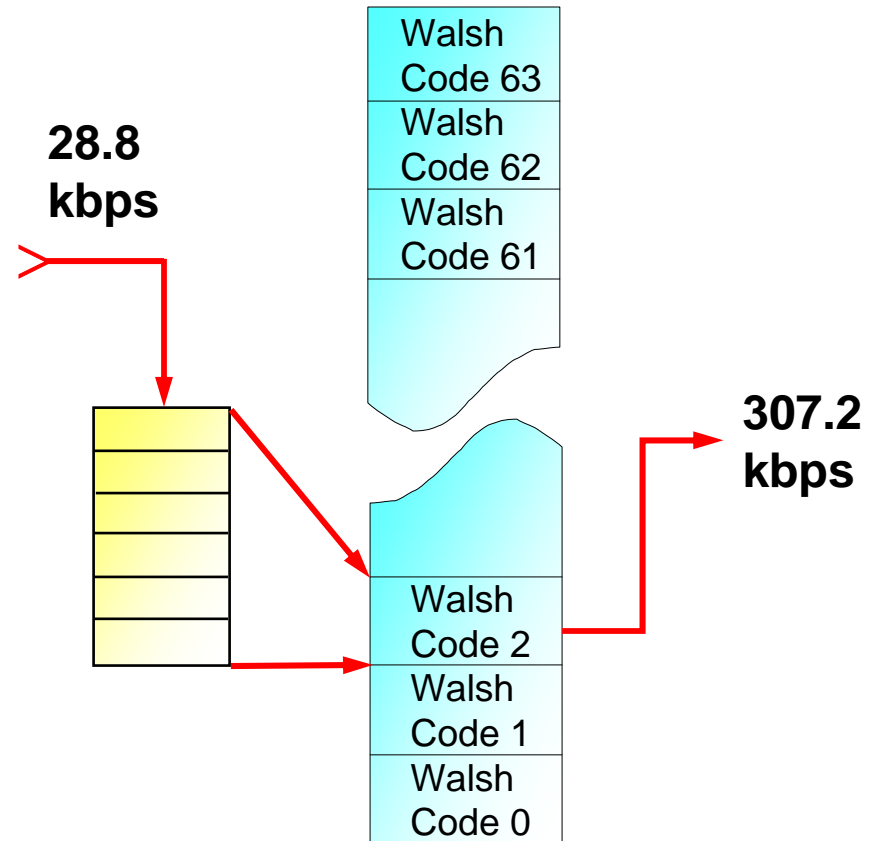 Walsh
Code 63
Walsh
Code 62
Walsh
Code 61
28.8
kbps
307.2
kbps
Walsh
Code 2
Walsh
Code 1
Walsh
Code 0